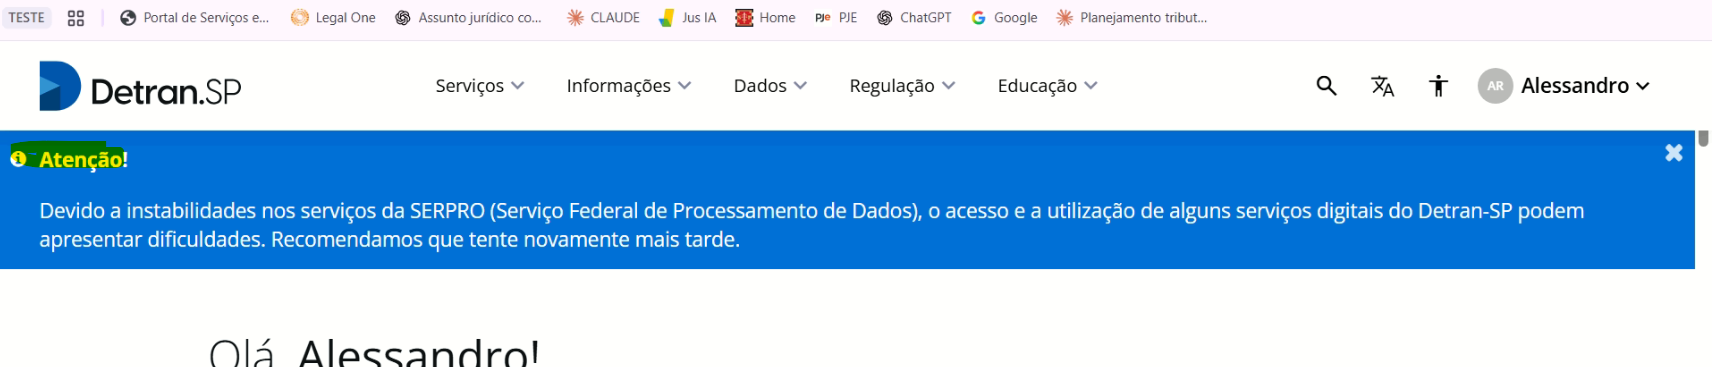 TESTE Portal de Serviços e... Legal One Assunto jurídico co... CLAUDE Jus IA Home PJe PJE ChatGPT Google Planejamento tribut...
Detran.SP Serviços Informações Dados Regulação Educação AR Alessandro
Atenção!
Devido a instabilidades nos serviços da SERPRO (Serviço Federal de Processamento de Dados), o acesso e a utilização de alguns serviços digitais do Detran-SP podem
apresentar dificuldades. Recomendamos que tente novamente mais tarde.
Olá, Alessandro!